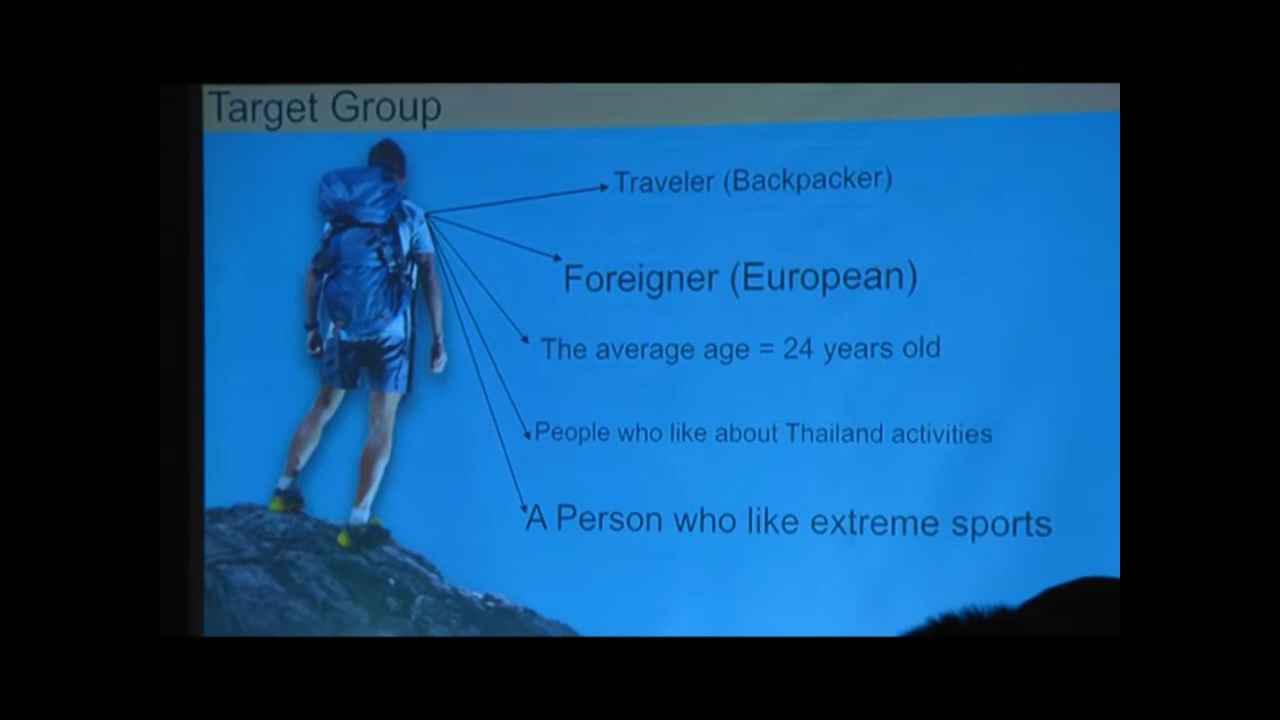 Target Group
Traveler (Backpacker)
Foreigner (European)
The average age = 24 years old
People who like about Thailand activities
A Person who like extreme sports